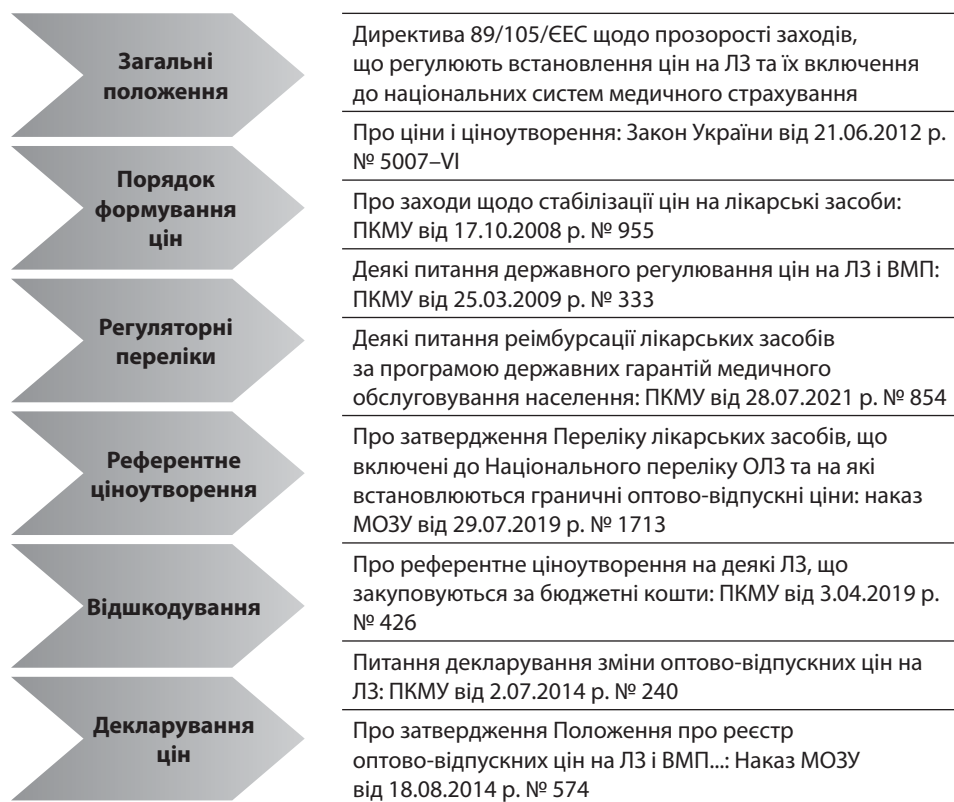 Загальні
положення
Порядок
формування
цін
Регуляторні
переліки
Референтне
ціноутворення
Відшкодування
Декларування
цін
Директива 89/105/ЄЕС щодо прозорості заходів,
що регулюють встановлення цін на ЛЗ та їх включення
до національних систем медичного страхування
Про ціни і ціноутворення: Закон України від 21.06.2012 р.
№ 5007–VI
Про заходи щодо стабілізації цін на лікарські засоби:
ПКМУ від 17.10.2008 р. № 955
Деякі питання державного регулювання цін на ЛЗ і ВМП:
ПКМУ від 25.03.2009 р. № 333
Деякі питання реімбурсації лікарських засобів
за програмою державних гарантій медичного
обслуговування населення: ПКМУ від 28.07.2021 р. № 854
Про затвердження Переліку лікарських засобів, що
включені до Національного переліку ОЛЗ та на які
встановлюються граничні оптово-відпускні ціни: наказ
МОЗУ від 29.07.2019 р. № 1713
Про референтне ціноутворення на деякі ЛЗ, що
закуповуються за бюджетні кошти: ПКМУ від 3.04.2019 р.
№ 426
Питання декларування зміни оптово-відпускних цін на
ЛЗ: ПКМУ від 2.07.2014 р. № 240
Про затвердження Положення про реєстр
оптово-відпускних цін на ЛЗ і ВМП...: Наказ МОЗУ
від 18.08.2014 р. № 574